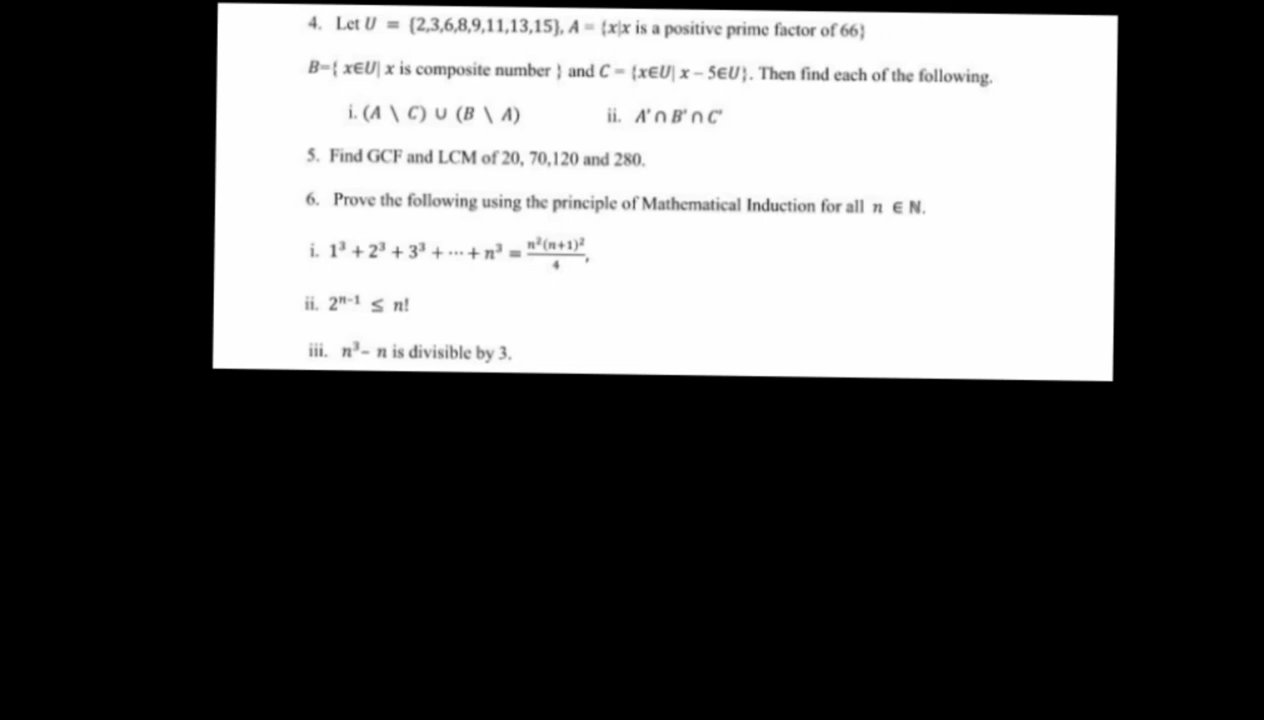 4. Let U = {2,3,6,8,9,11,13,15}, A = {x|x is a positive prime factor of 66}
B={ x∈U| x is composite number } and C = {x∈U| x – 5∈U}. Then find each of the following.
i. (A \ C) ∪ (B \ A) ii. A' ∩ B' ∩ C'
5. Find GCF and LCM of 20, 70,120 and 280.
6. Prove the following using the principle of Mathematical Induction for all n ∈ ℕ.
i. 1³ + 2³ + 3³ + ⋯ + n³ = n²(n+1)²/4,
ii. 2ⁿ⁻¹ ≤ n!
iii. n³– n is divisible by 3.